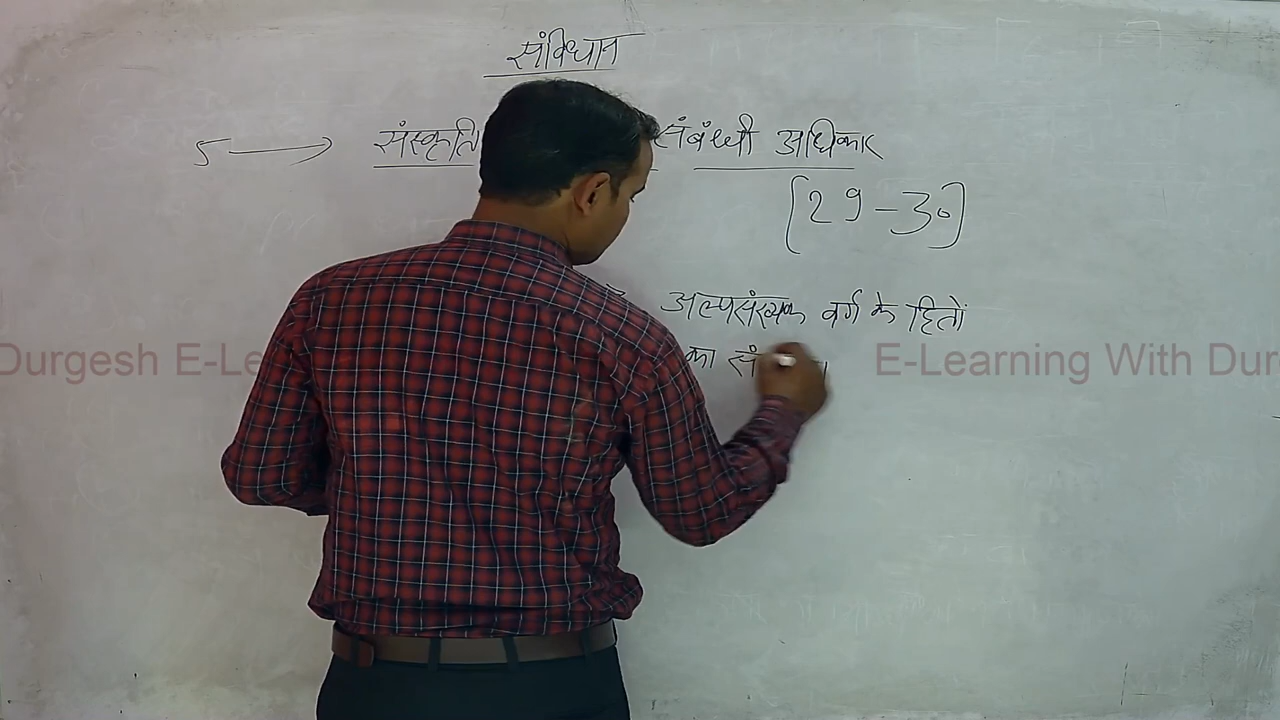 संविधान
5 → संस्कृति संबंधी अधिकार
[29-30]
अल्पसंख्यक वर्ग के हितों
का
Durgesh E-Le E-Learning With Dur